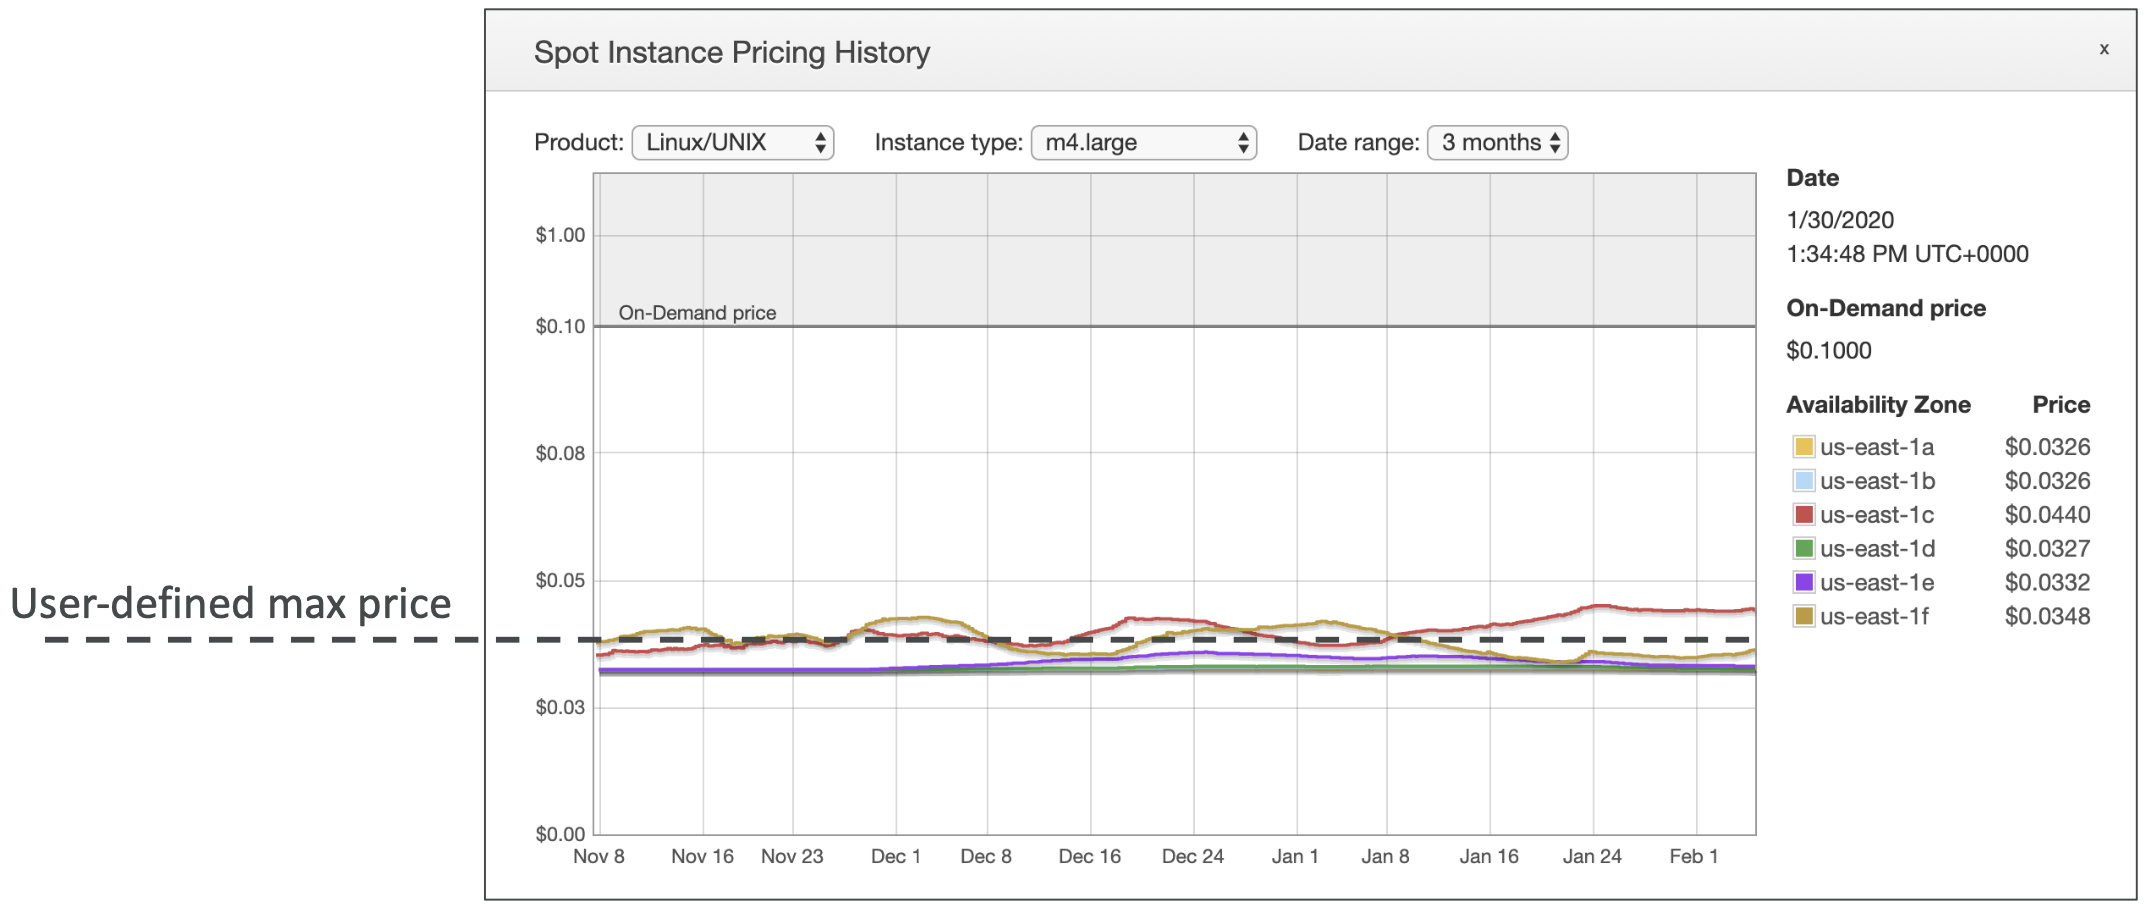 Spot Instance Pricing History
x
Product: Linux/UNIX Instance type: m4.large Date range: 3 months
$1.00
On-Demand price
$0.10
$0.08
$0.05
$0.03
$0.00
Nov 8 Nov 16 Nov 23 Dec 1 Dec 8 Dec 16 Dec 24 Jan 1 Jan 8 Jan 16 Jan 24 Feb 1
User-defined max price
Date
1/30/2020
1:34:48 PM UTC+0000
On-Demand price
$0.1000
Availability Zone Price
us-east-1a $0.0326
us-east-1b $0.0326
us-east-1c $0.0440
us-east-1d $0.0327
us-east-1e $0.0332
us-east-1f $0.0348